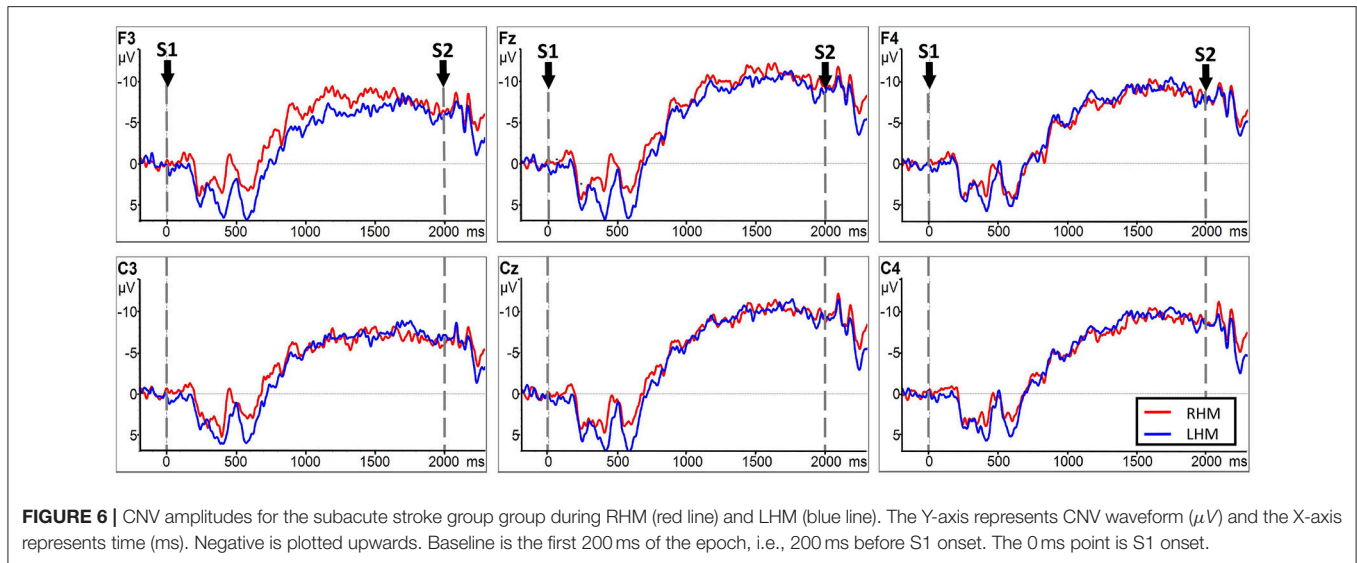 F3
µV
S1
S2
-10
-5
0
5
0 500 1000 1500 2000 ms
Fz
µV
S1
S2
-10
-5
0
5
0 500 1000 1500 2000 ms
F4
µV
S1
S2
-10
-5
0
5
0 500 1000 1500 2000 ms
C3
µV
-10
-5
0
5
0 500 1000 1500 2000 ms
Cz
µV
-10
-5
0
5
0 500 1000 1500 2000 ms
C4
µV
-10
-5
0
5
0 500 1000 1500 2000 ms
RHM
LHM
FIGURE 6 | CNV amplitudes for the subacute stroke group group during RHM (red line) and LHM (blue line). The Y-axis represents CNV waveform (µV) and the X-axis
represents time (ms). Negative is plotted upwards. Baseline is the first 200 ms of the epoch, i.e., 200 ms before S1 onset. The 0 ms point is S1 onset.